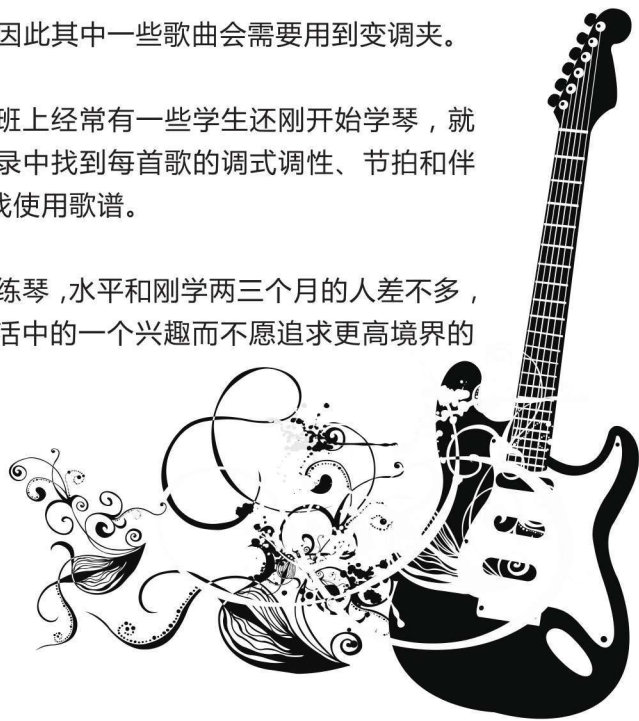 因此其中一些歌曲会需要用到变调夹。
班上经常有一些学生还刚开始学琴，就
录中找到每首歌的调式调性、节拍和伴
使用歌谱。
练琴，水平和刚学两三个月的人差不多，
活中的一个兴趣而不愿追求更高境界的